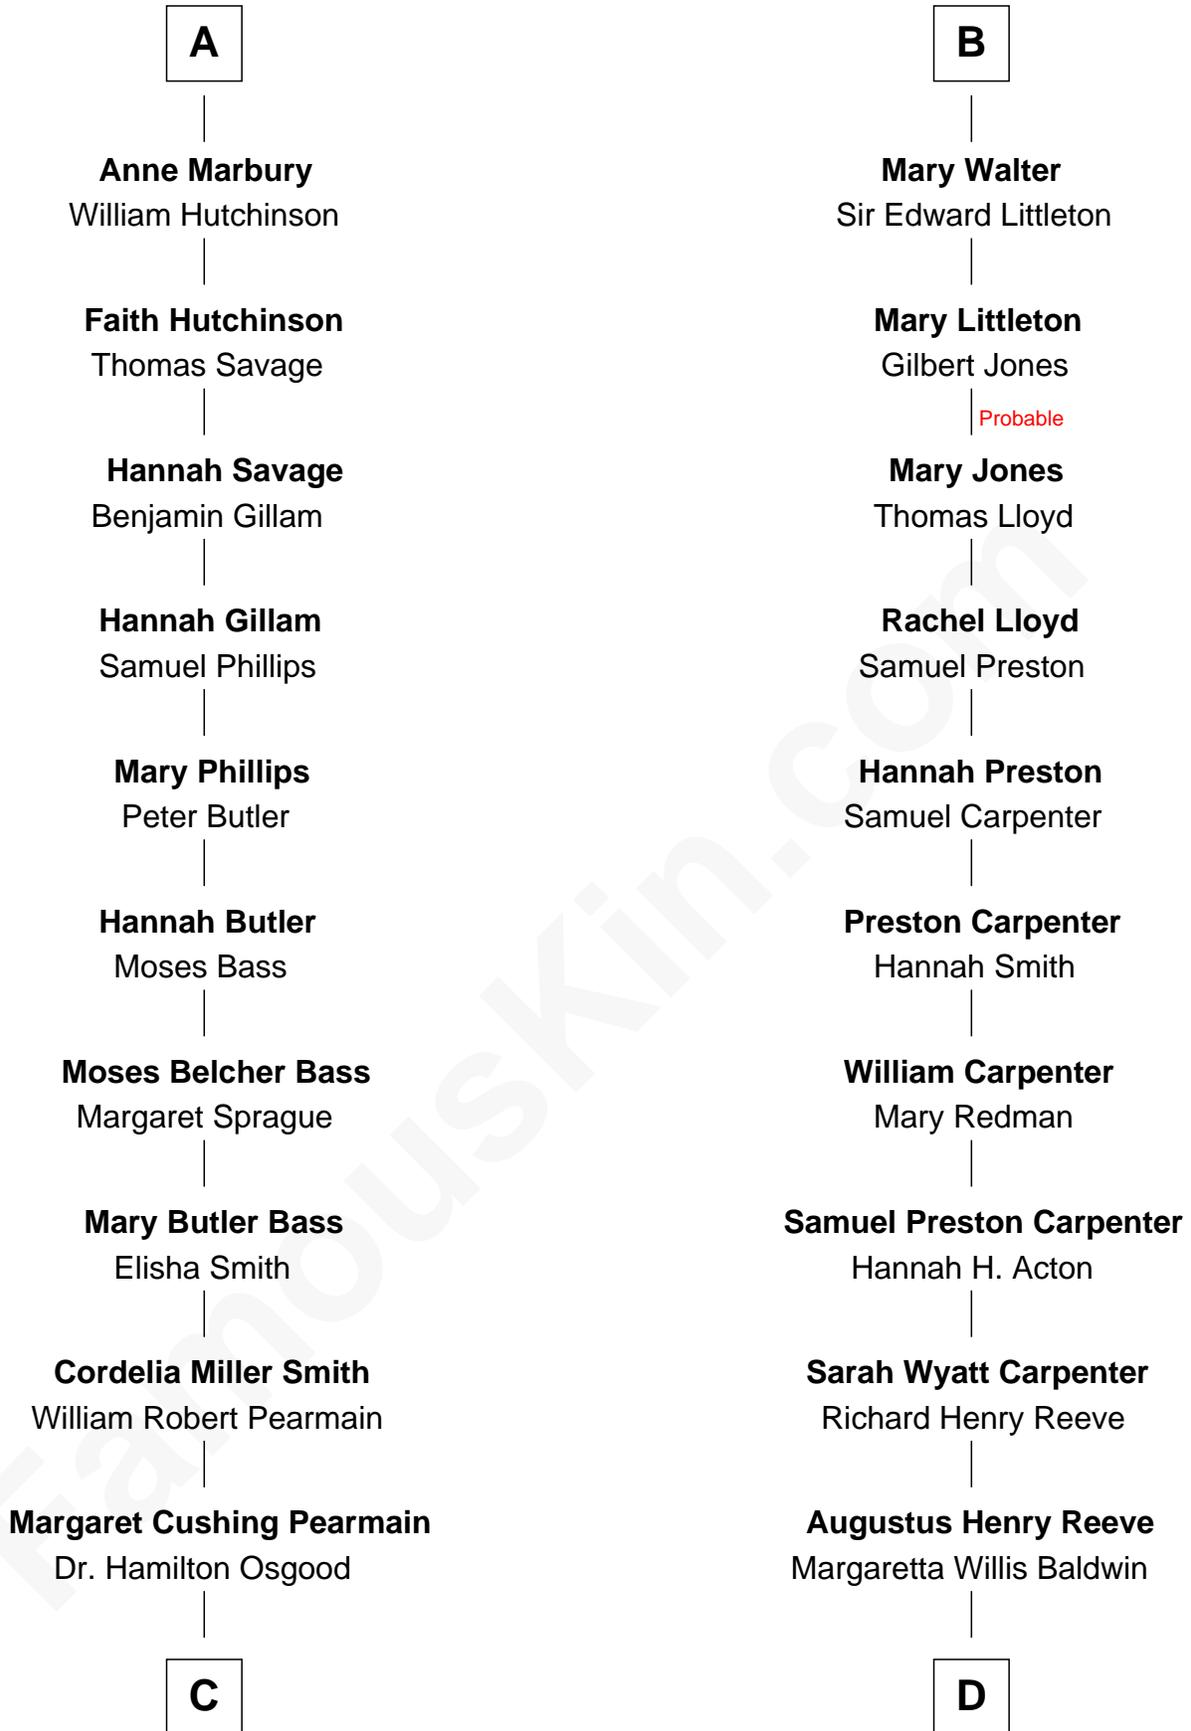 A
Anne Marbury
William Hutchinson
Faith Hutchinson
Thomas Savage
Hannah Savage
Benjamin Gillam
Hannah Gillam
Samuel Phillips
Mary Phillips
Peter Butler
Hannah Butler
Moses Bass
Moses Belcher Bass
Margaret Sprague
Mary Butler Bass
Elisha Smith
Cordelia Miller Smith
William Robert Pearmain
Margaret Cushing Pearmain
Dr. Hamilton Osgood
C
B
Mary Walter
Sir Edward Littleton
Mary Littleton
Gilbert Jones
Probable
Mary Jones
Thomas Lloyd
Rachel Lloyd
Samuel Preston
Hannah Preston
Samuel Carpenter
Preston Carpenter
Hannah Smith
William Carpenter
Mary Redman
Samuel Preston Carpenter
Hannah H. Acton
Sarah Wyatt Carpenter
Richard Henry Reeve
Augustus Henry Reeve
Margaretta Willis Baldwin
D
FamousKin.com